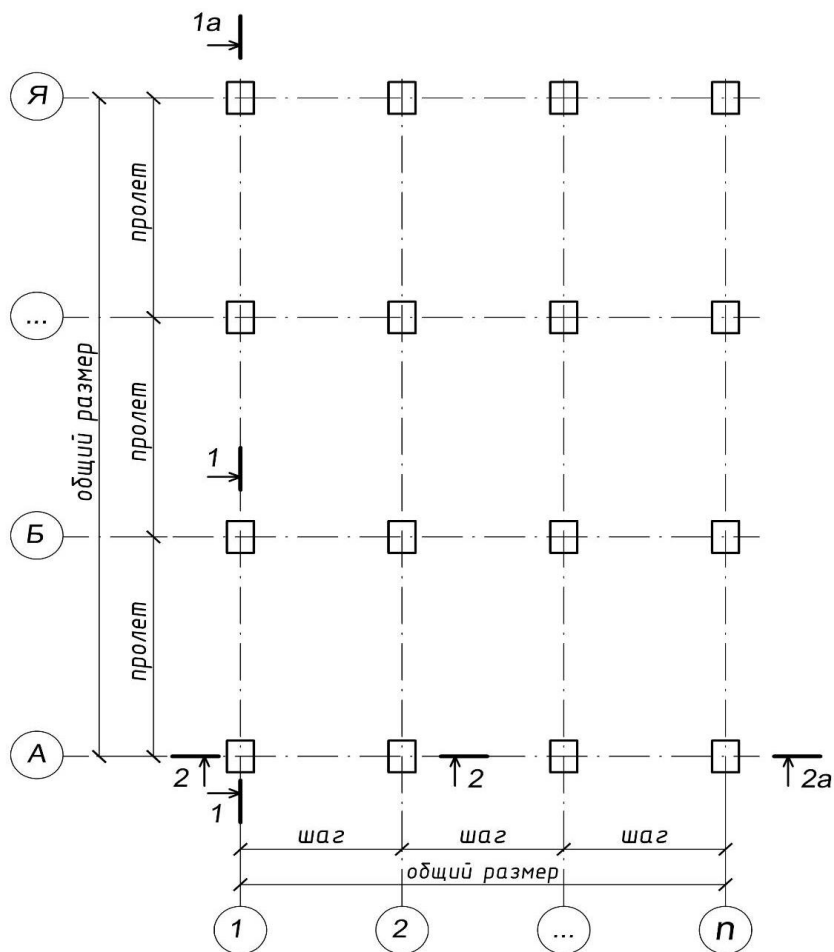 1а
Я
пролет
...
общий размер
пролет
1
Б
пролет
А
2
2
2а
1
шаг
шаг
шаг
общий размер
1
2
...
п